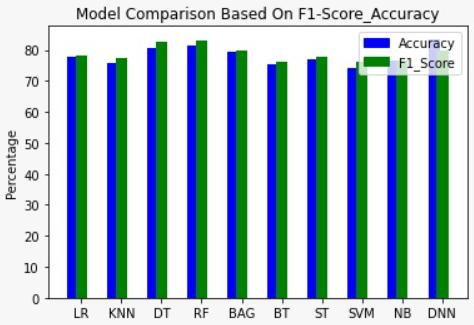 Model Comparison Based On F1-Score_Accuracy
Accuracy
F1_Score
Percentage
80
70
60
50
40
30
20
10
0
LR KNN DT RF BAG BT ST SVM NB DNN